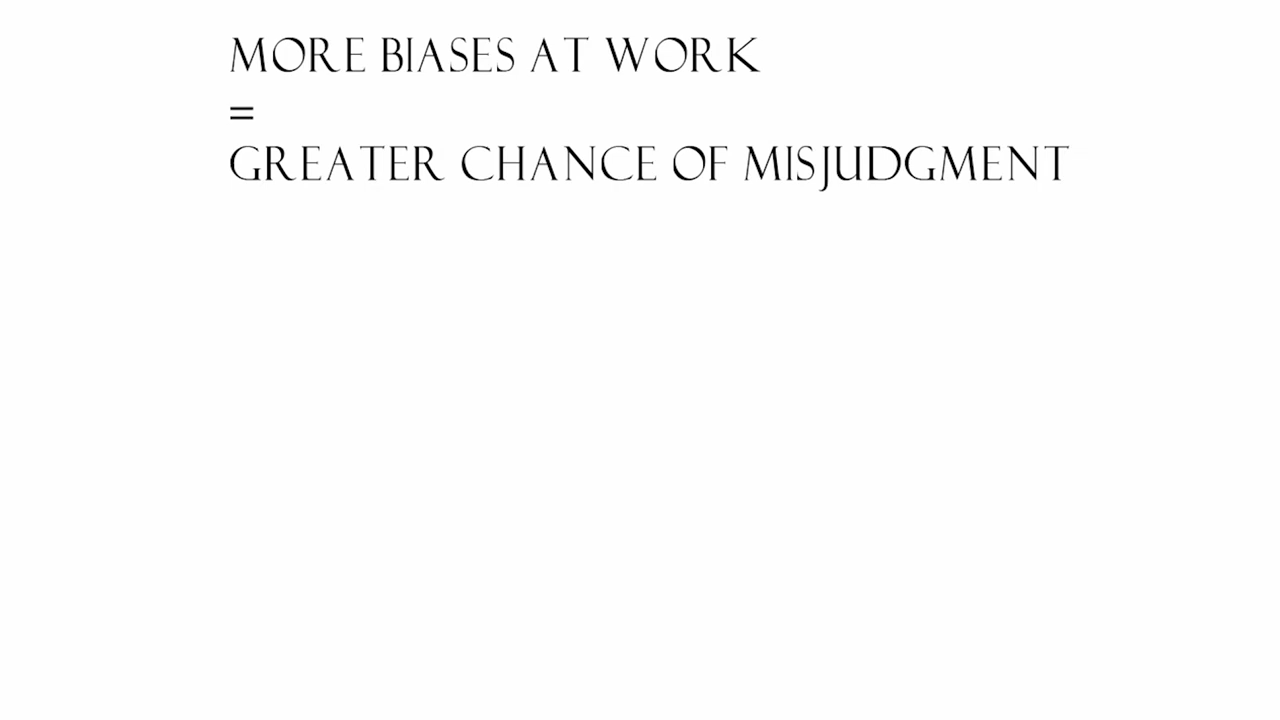 MORE BIASES AT WORK
=
GREATER CHANCE OF MISJUDGMENT